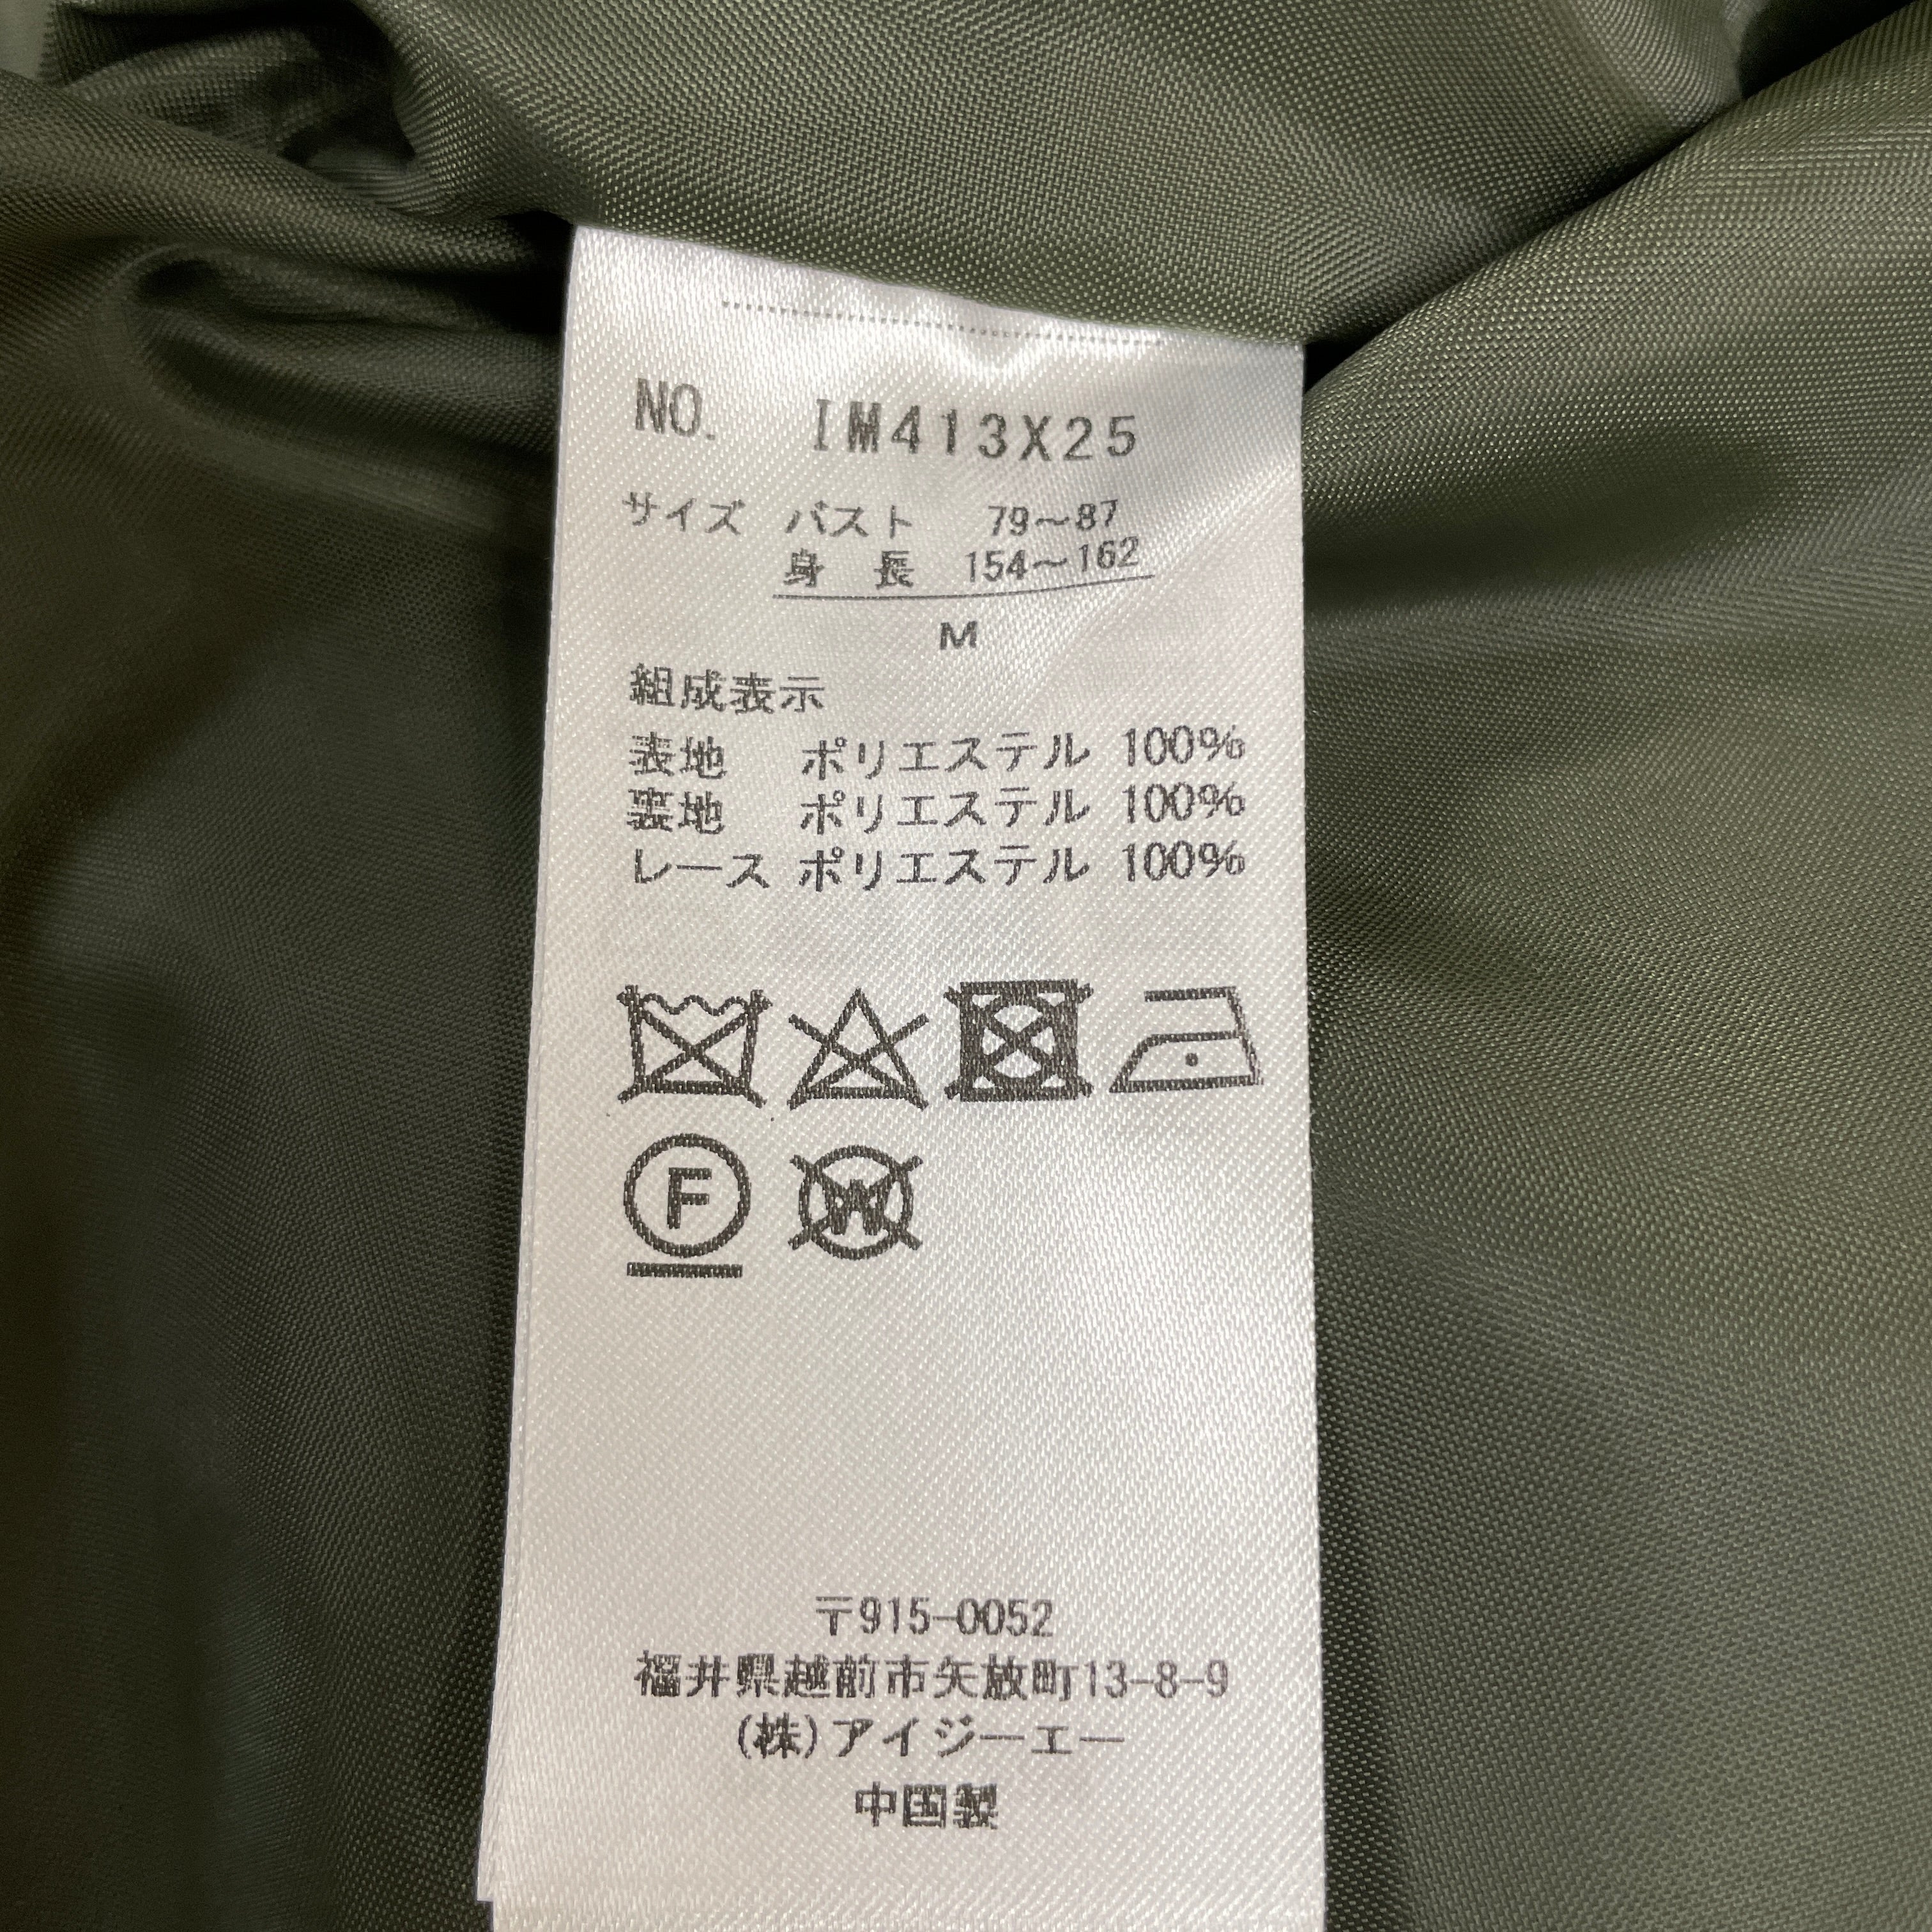 NO. IM413X25
サイズ バスト 79~87
身 長 154~162
M
組成表示
表地 ポリエステル 100%
裏地 ポリエステル 100%
レース ポリエステル 100%
F W
〒915-0052
福井県越前市矢放町13-8-9
(株)アイジーエー
中国製